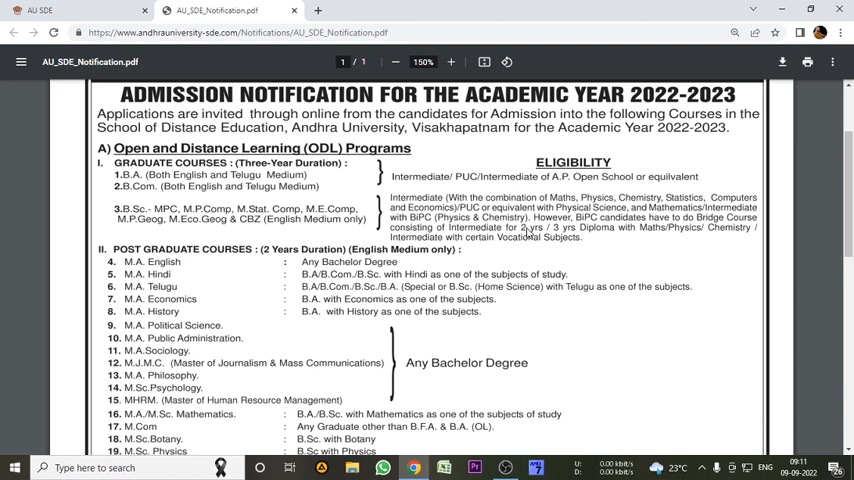 AU SDE
AU_SDE_Notification.pdf
https://www.andhrauniversity-sde.com/Notifications/AU_SDE_Notification.pdf
AU_SDE_Notification.pdf
1 / 1
150%
ADMISSION NOTIFICATION FOR THE ACADEMIC YEAR 2022-2023
Applications are invited through online from the candidates for Admission into the following Courses in the
School of Distance Education, Andhra University, Visakhapatnam for the Academic Year 2022-2023.
A) Open and Distance Learning (ODL) Programs
I. GRADUATE COURSES : (Three-Year Duration) :
ELIGIBILITY
1.B.A. (Both English and Telugu Medium)
2.B.Com. (Both English and Telugu Medium)
Intermediate/ PUC/Intermediate of A.P. Open School or equivalent
3.B.Sc.- MPC, M.P.Comp, M.Stat. Comp, M.E.Comp,
M.P.Geog, M.Eco.Geog & CBZ (English Medium only)
Intermediate (With the combination of Maths, Physics, Chemistry, Statistics, Computers
and Economics)/PUC or equivalent with Physical Science, and Mathematics/Intermediate
with BiPC (Physics & Chemistry). However, BiPC candidates have to do Bridge Course
consisting of Intermediate for 2 yrs / 3 yrs Diploma with Maths/Physics/ Chemistry /
Intermediate with certain Vocational Subjects.
II. POST GRADUATE COURSES : (2 Years Duration) (English Medium only) :
4. M.A. English : Any Bachelor Degree
5. M.A. Hindi : B.A/B.Com./B.Sc. with Hindi as one of the subjects of study.
6. M.A. Telugu : B.A/B.Com./B.Sc./B.A. (Special or B.Sc. (Home Science) with Telugu as one of the subjects.
7. M.A. Economics : B.A. with Economics as one of the subjects.
8. M.A. History : B.A. with History as one of the subjects.
9. M.A. Political Science.
10. M.A. Public Administration.
11. M.A.Sociology.
12. M.J.M.C. (Master of Journalism & Mass Communications)
Any Bachelor Degree
13. M.A. Philosophy.
14. M.Sc.Psychology.
15. MHRM. (Master of Human Resource Management)
16. M.A./M.Sc. Mathematics. : B.A./B.Sc. with Mathematics as one of the subjects of study
17. M.Com : Any Graduate other than B.F.A. & B.A. (OL).
18. M.Sc.Botany. : B.Sc. with Botany
19. M.Sc. Physics : B.Sc with Physics
Type here to search
Pr
7
U: 0.00 kbit/s
D: 0.00 kbit/s
23°C
ENG
09:11
09-09-2022
26